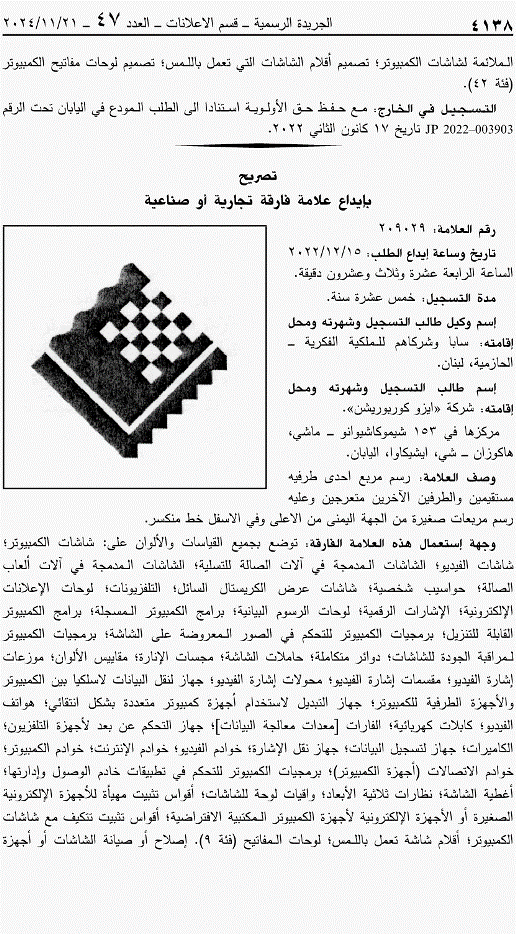 ٤١٣٨ الجريدة الرسمية ــ قسم الاعلانات ــ العدد ٤٧ ــ ٢٠٢٤/١١/٢١
الملائمة لشاشات الكمبيوتر؛ تصميم أقلام الشاشات التي تعمل باللمس؛ تصميم لوحات مفاتيح الكمبيوتر
(فئة ٤٢).
التسجيل في الخارج: مع حفظ حق الأولوية استنادا الى الطلب المودع في اليابان تحت الرقم
JP 2022–003903 تاريخ ١٧ كانون الثاني ٢٠٢٢.
تصريح
بإيداع علامة فارقة تجارية أو صناعية
رقم العلامة: ٢٠٩٠٢٩
تاريخ وساعة إيداع الطلب: ٢٠٢٢/١٢/١٥
الساعة الرابعة عشرة وثلاث وعشرون دقيقة.
مدة التسجيل: خمس عشرة سنة.
إسم وكيل طالب التسجيل وشهرته ومحل
إقامته: سابا وشركاهم للملكية الفكرية ــ
الحازمية، لبنان.
إسم طالب التسجيل وشهرته ومحل
إقامته: شركة «ايزو كوربوريشن».
مركزها في ١٥٣ شيموكاشيوانو ــ ماشي،
هاكوزان ــ شي، ايشيكاوا، اليابان.
وصف العلامة: رسم مربع احدى طرفيه
مستقيمين والطرفين الآخرين متعرجين وعليه
رسم مربعات صغيرة من الجهة اليمنى من الاعلى وفي الاسفل خط منكسر.
وجهة إستعمال هذه العلامة الفارقة: توضع بجميع القياسات والألوان على: شاشات الكمبيوتر؛
شاشات الفيديو؛ الشاشات المدمجة في آلات الصالة للتسلية؛ الشاشات المدمجة في آلات ألعاب
الصالة؛ حواسيب شخصية؛ شاشات عرض الكريستال السائل؛ التلفزيونات؛ لوحات الإعلانات
الإلكترونية؛ الإشارات الرقمية؛ لوحات الرسوم البيانية؛ برامج الكمبيوتر المسجلة؛ برامج الكمبيوتر
القابلة للتنزيل؛ برمجيات الكمبيوتر للتحكم في الصور المعروضة على الشاشة؛ برمجيات الكمبيوتر
لمراقبة الجودة للشاشات؛ دوائر متكاملة؛ حاملات الشاشة؛ مجسات الإنارة؛ مقاييس الألوان؛ موزعات
إشارة الفيديو؛ مقسمات إشارة الفيديو؛ محولات إشارة الفيديو؛ جهاز لنقل البيانات لاسلكيا بين الكمبيوتر
والأجهزة الطرفية للكمبيوتر؛ جهاز التبديل لاستخدام أجهزة كمبيوتر متعددة بشكل انتقائي؛ هواتف
الفيديو؛ كابلات كهربائية؛ الفارات [معدات معالجة البيانات]؛ جهاز التحكم عن بعد لأجهزة التلفزيون؛
الكاميرات؛ جهاز لتسجيل البيانات؛ جهاز نقل الإشارة؛ خوادم الفيديو؛ خوادم الإنترنت؛ خوادم الكمبيوتر؛
خوادم الاتصالات (أجهزة الكمبيوتر)؛ برمجيات الكمبيوتر للتحكم في تطبيقات خادم الوصول وإدارتها؛
أغطية الشاشة؛ نظارات ثلاثية الأبعاد؛ واقيات لوحة للشاشات؛ أقواس تثبيت مهيأة للأجهزة الإلكترونية
الصغيرة أو الأجهزة الإلكترونية لأجهزة الكمبيوتر المكتبية الافتراضية؛ أقواس تثبيت تتكيف مع شاشات
الكمبيوتر؛ أقلام شاشة تعمل باللمس؛ لوحات المفاتيح (فئة ٩). إصلاح أو صيانة الشاشات أو أجهزة